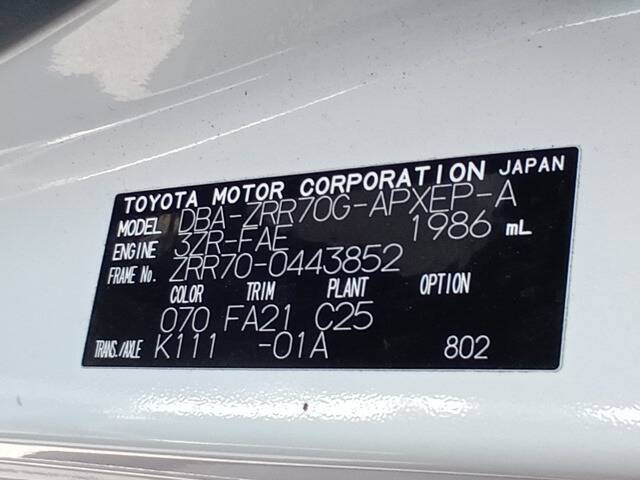 TOYOTA MOTOR CORPORATION JAPAN
MODEL DBA-ZRR70G-APXEP-A
ENGINE 3ZR-FAE 1986 mL
FRAME No. ZRR70-0443852
COLOR TRIM PLANT OPTION
070 FA21 C25
TRANS./AXLE K111 -01A 802